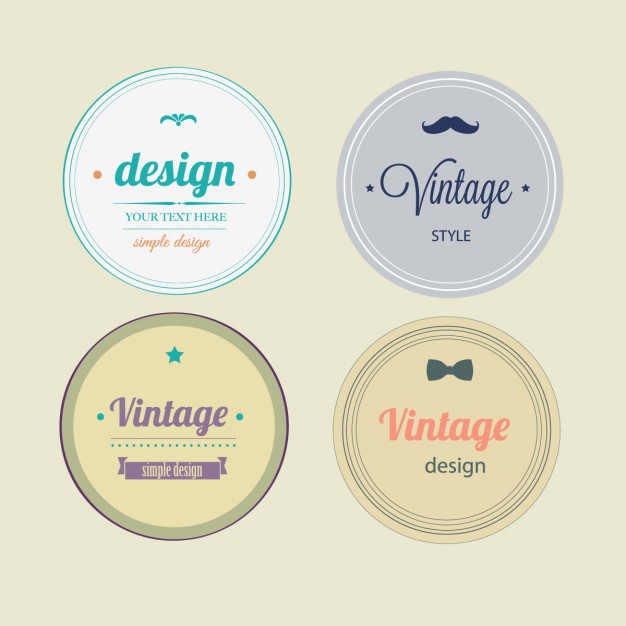 design
YOUR TEXT HERE
simple design
Vintage
STYLE
Vintage
simple design
Vintage
design